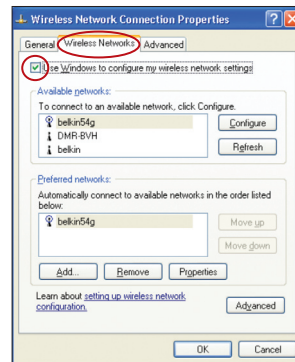 Wireless Network Connection Properties
General Wireless Networks Advanced
Use Windows to configure my wireless network settings
Available networks:
To connect to an available network, click Configure.
belkin54g
DMR-BVH
belkin
Configure
Refresh
Preferred networks:
Automatically connect to available networks in the order listed
below:
belkin54g
Move up
Move down
Add... Remove Properties
Learn about setting up wireless network
configuration.
Advanced
OK Cancel